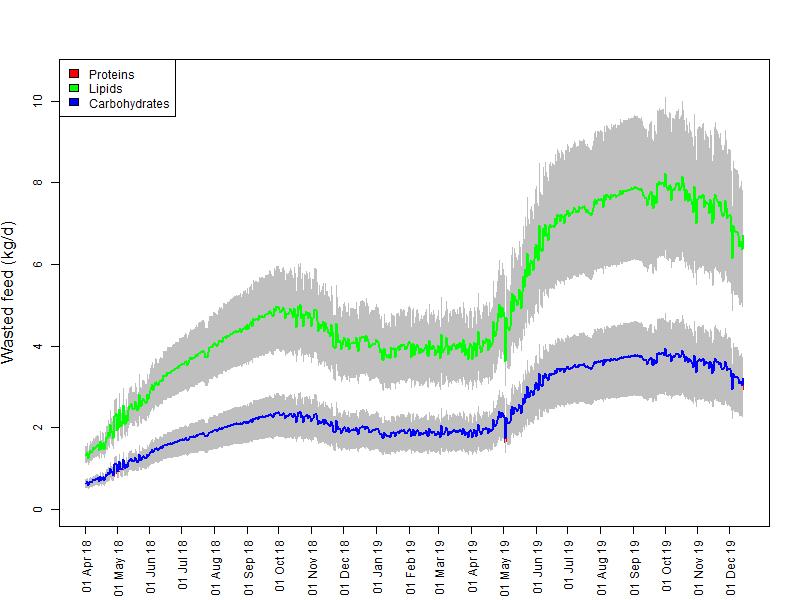 Proteins
Lipids
Carbohydrates
Wasted feed (kg/d)
10
8
6
4
2
0
01 Apr 18
01 May 18
01 Jun 18
01 Jul 18
01 Aug 18
01 Sep 18
01 Oct 18
01 Nov 18
01 Dec 18
01 Jan 19
01 Feb 19
01 Mar 19
01 Apr 19
01 May 19
01 Jun 19
01 Jul 19
01 Aug 19
01 Sep 19
01 Oct 19
01 Nov 19
01 Dec 19